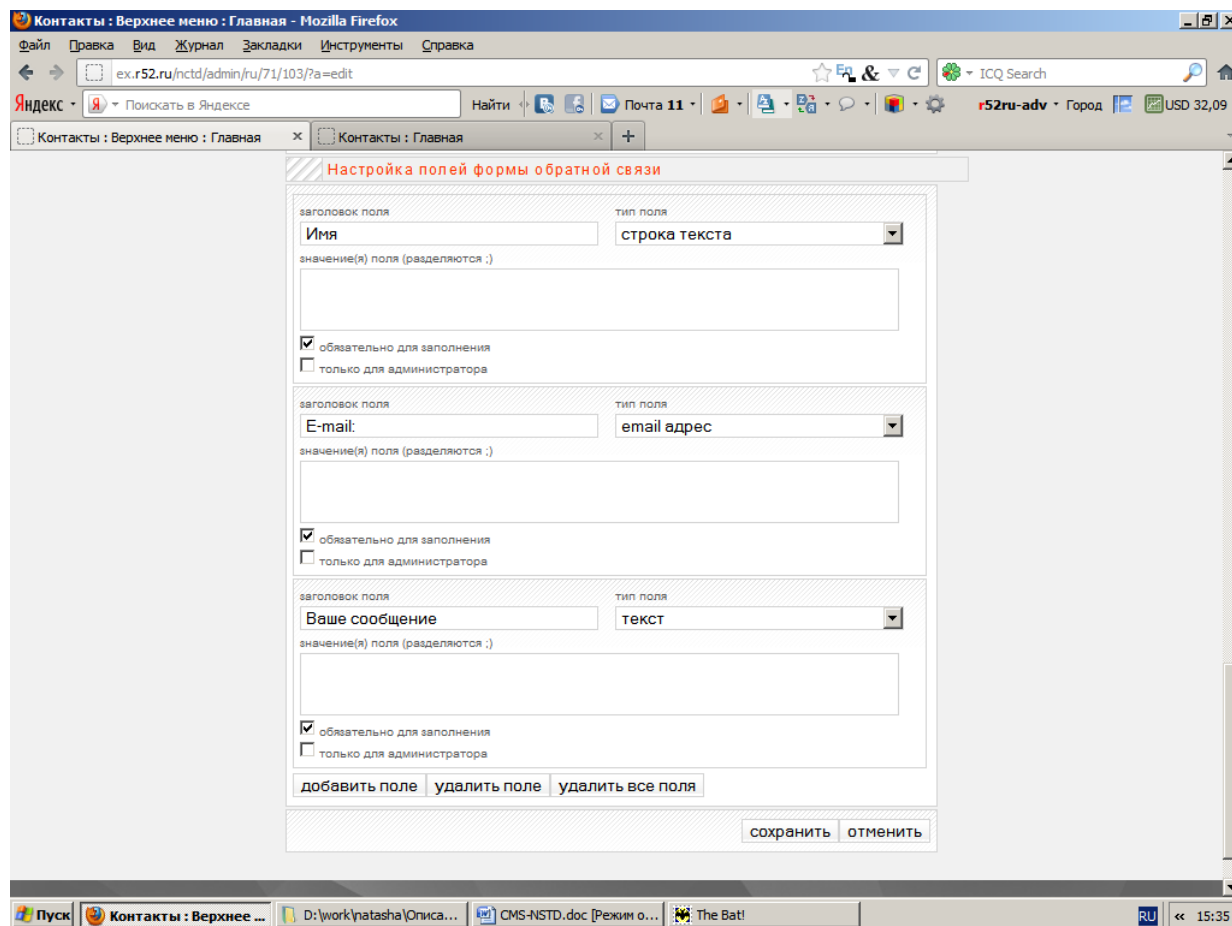 Контакты : Верхнее меню : Главная - Mozilla Firefox
Файл Правка Вид Журнал Закладки Инструменты Справка
ex.r52.ru/nctd/admin/ru/71/103/?a=edit ICQ Search
Яндекс Я Поискать в Яндексе Найти Почта 11 r52ru-adv Город USD 32,09
Контакты : Верхнее меню : Главная Контакты : Главная
Настройка полей формы обратной связи
заголовок поля тип поля
Имя строка текста
значение(я) поля (разделяются ;)
обязательно для заполнения
только для администратора
заголовок поля тип поля
E-mail: email адрес
значение(я) поля (разделяются ;)
обязательно для заполнения
только для администратора
заголовок поля тип поля
Ваше сообщение текст
значение(я) поля (разделяются ;)
обязательно для заполнения
только для администратора
добавить поле удалить поле удалить все поля
сохранить отменить
Пуск Контакты : Верхнее ... D:\work\natasha\Описа... CMS-NSTD.doc [Режим о... The Bat! RU « 15:35